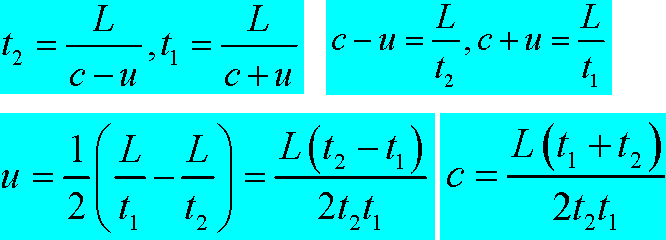 t₂ = L/(c − u), t₁ = L/(c + u)
c − u = L/t₂, c + u = L/t₁
u = 1/2 (L/t₁ − L/t₂) = L(t₂ − t₁)/(2t₂t₁)
c = L(t₁ + t₂)/(2t₂t₁)